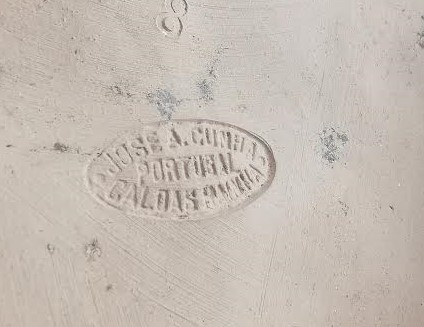 8
JOSE A. CUNHA
PORTUGAL
CALDAS RAINHA